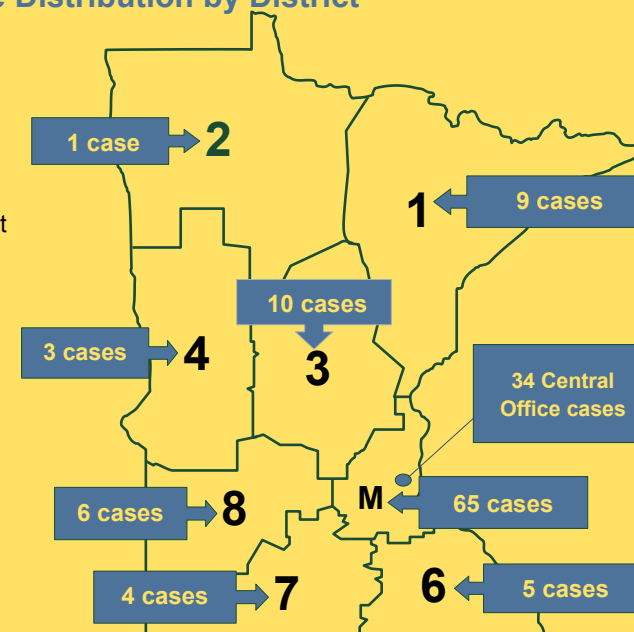 Distribution by District
1 case
2
t
1
9 cases
10 cases
3 cases
4
3
34 Central
Office cases
6 cases
8
M
65 cases
4 cases
7
6
5 cases